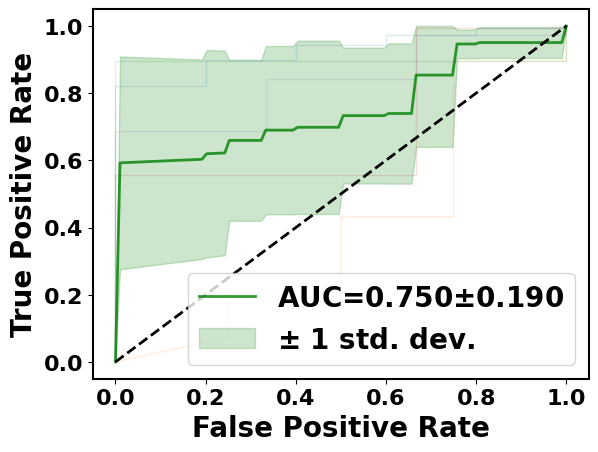 1.0
0.8
0.6
0.4
0.2
0.0
True Positive Rate
AUC=0.750±0.190
± 1 std. dev.
0.0 0.2 0.4 0.6 0.8 1.0
False Positive Rate